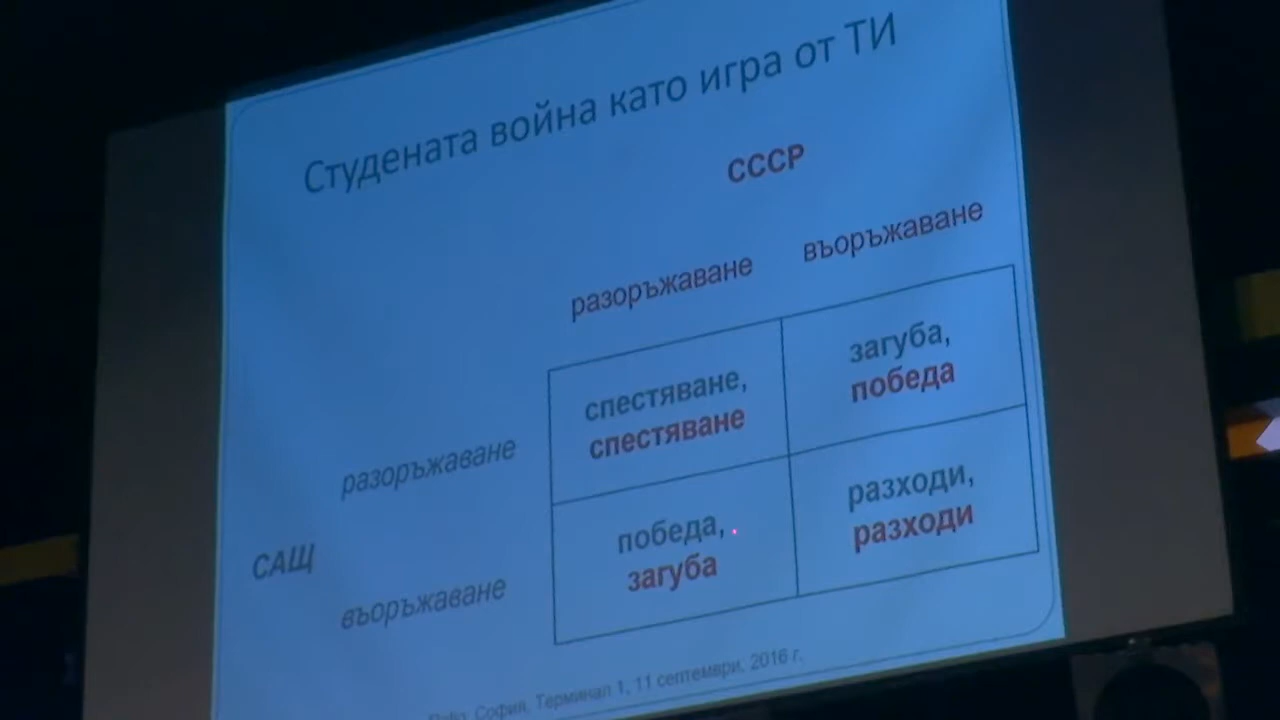 Студената война като игра от ТИ
СССР
разоръжаване въоръжаване
разоръжаване
спестяване,
спестяване
загуба,
победа
САЩ
въоръжаване
победа,
загуба
разходи,
разходи
София, Терминал 1, 11 септември, 2016 г.